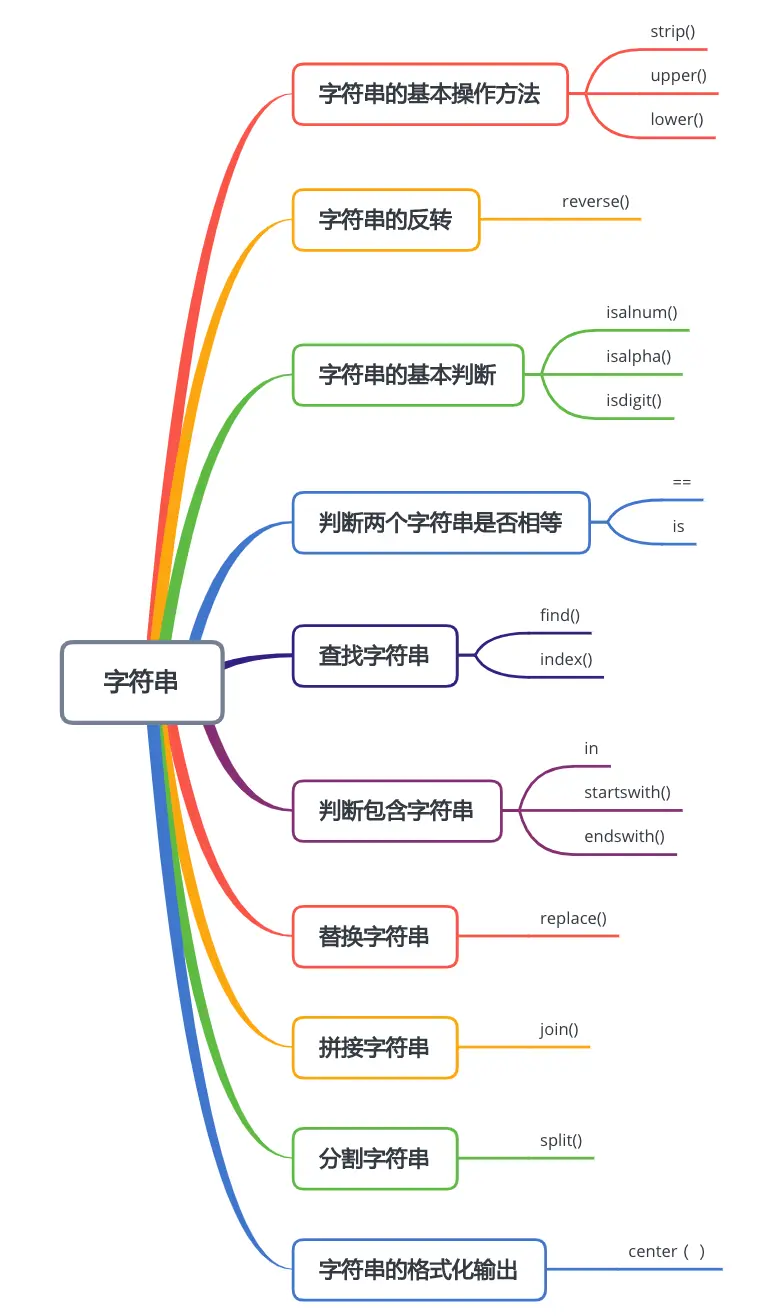 字符串
字符串的基本操作方法
strip()
upper()
lower()
字符串的反转
reverse()
字符串的基本判断
isalnum()
isalpha()
isdigit()
判断两个字符串是否相等
==
is
查找字符串
find()
index()
判断包含字符串
in
startswith()
endswith()
替换字符串
replace()
拼接字符串
join()
分割字符串
split()
字符串的格式化输出
center（ ）